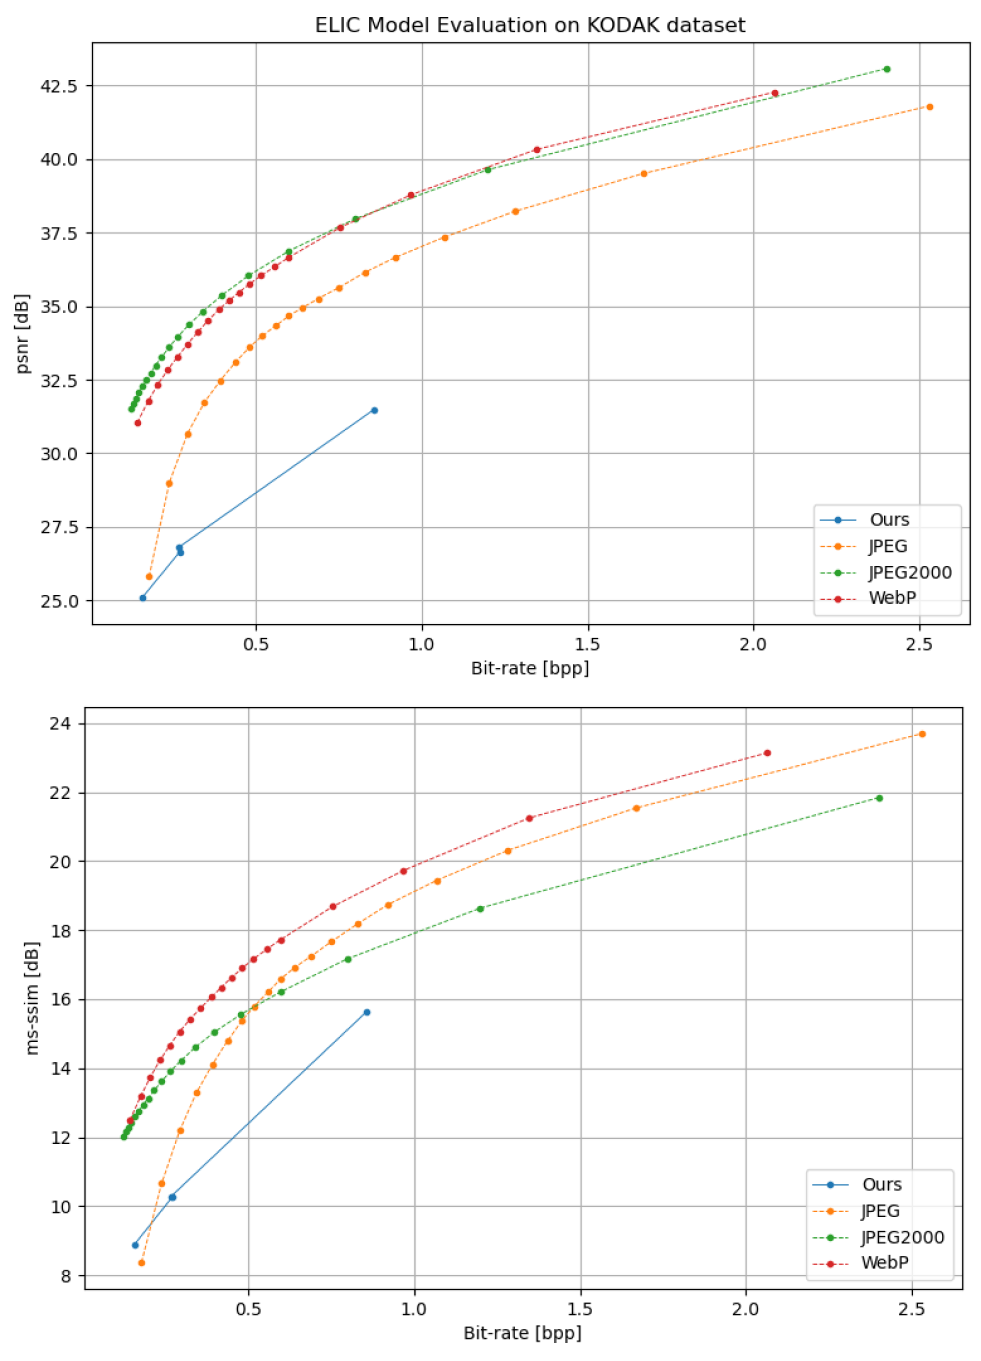 ELIC Model Evaluation on KODAK dataset
42.5
40.0
37.5
35.0
32.5
30.0
27.5
25.0
psnr [dB]
Ours
JPEG
JPEG2000
WebP
0.5 1.0 1.5 2.0 2.5
Bit-rate [bpp]
24
22
20
18
16
14
12
10
8
ms-ssim [dB]
Ours
JPEG
JPEG2000
WebP
0.5 1.0 1.5 2.0 2.5
Bit-rate [bpp]